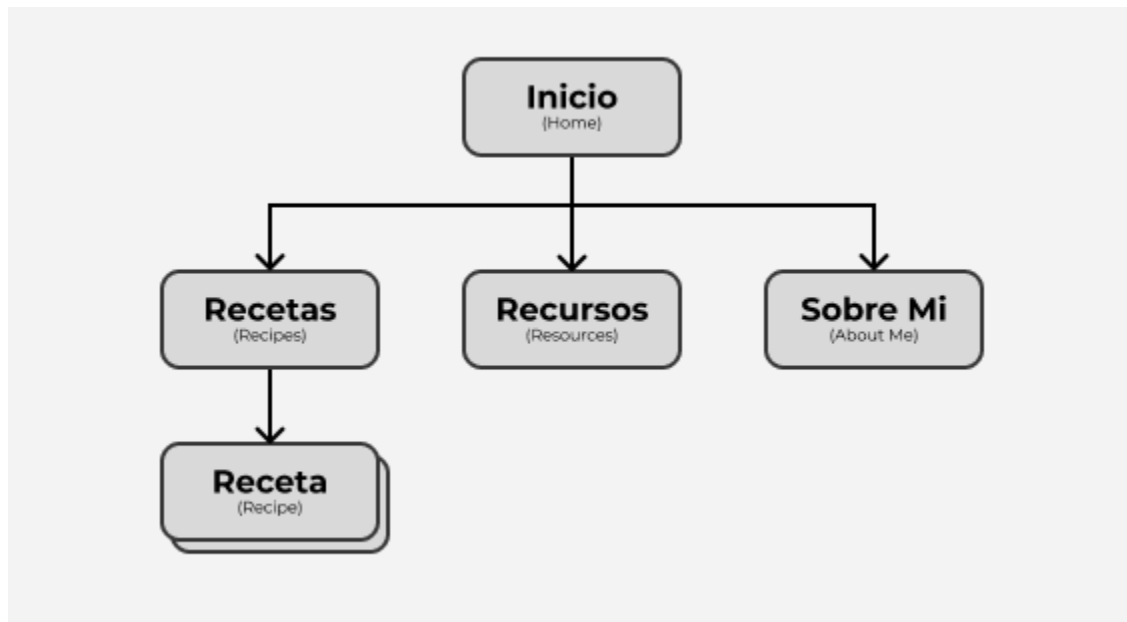 Inicio
(Home)
Recetas
(Recipes)
Recursos
(Resources)
Sobre Mi
(About Me)
Receta
(Recipe)